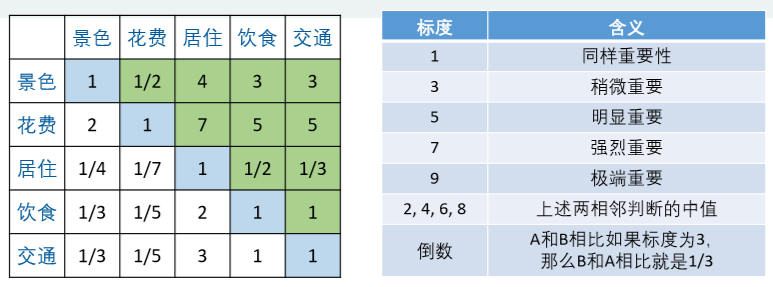 景色 花费 居住 饮食 交通
景色 1 1/2 4 3 3
花费 2 1 7 5 5
居住 1/4 1/7 1 1/2 1/3
饮食 1/3 1/5 2 1 1
交通 1/3 1/5 3 1 1
标度 含义
1 同样重要性
3 稍微重要
5 明显重要
7 强烈重要
9 极端重要
2, 4, 6, 8 上述两相邻判断的中值
倒数 A和B相比如果标度为3,
那么B和A相比就是1/3